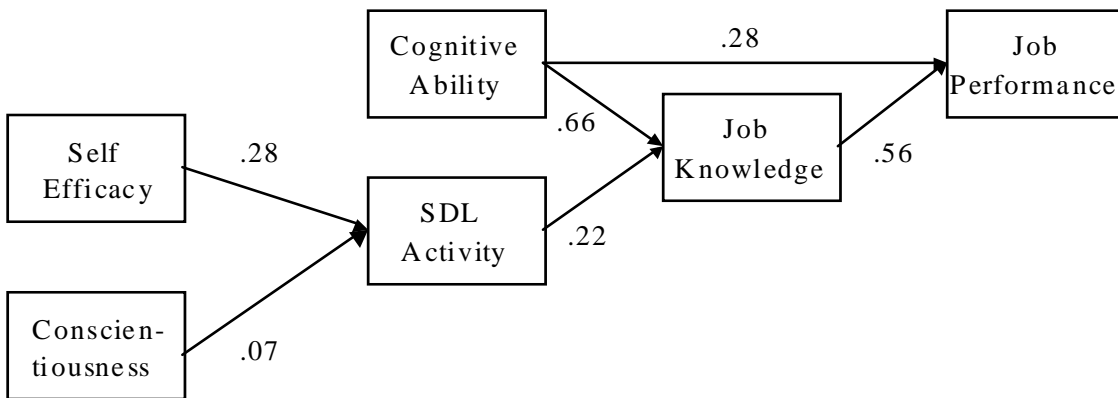 Cognitive
Ability
.28
Job
Performance
.66
Job
Knowledge
.56
Self
Efficacy
.28
SDL
Activity
.22
Conscien-
tiousness
.07